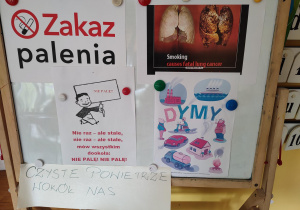 Zakaz
palenia
Smoking
causes fatal lung cancer
DYMY
Nie raz - ale stale,
nie raz - ale stale,
mów wszystkim
dookoła:
NIE PALĘ! NIE PALĘ!
CZYSTE POWIETRZE
WOKÓŁ NAS